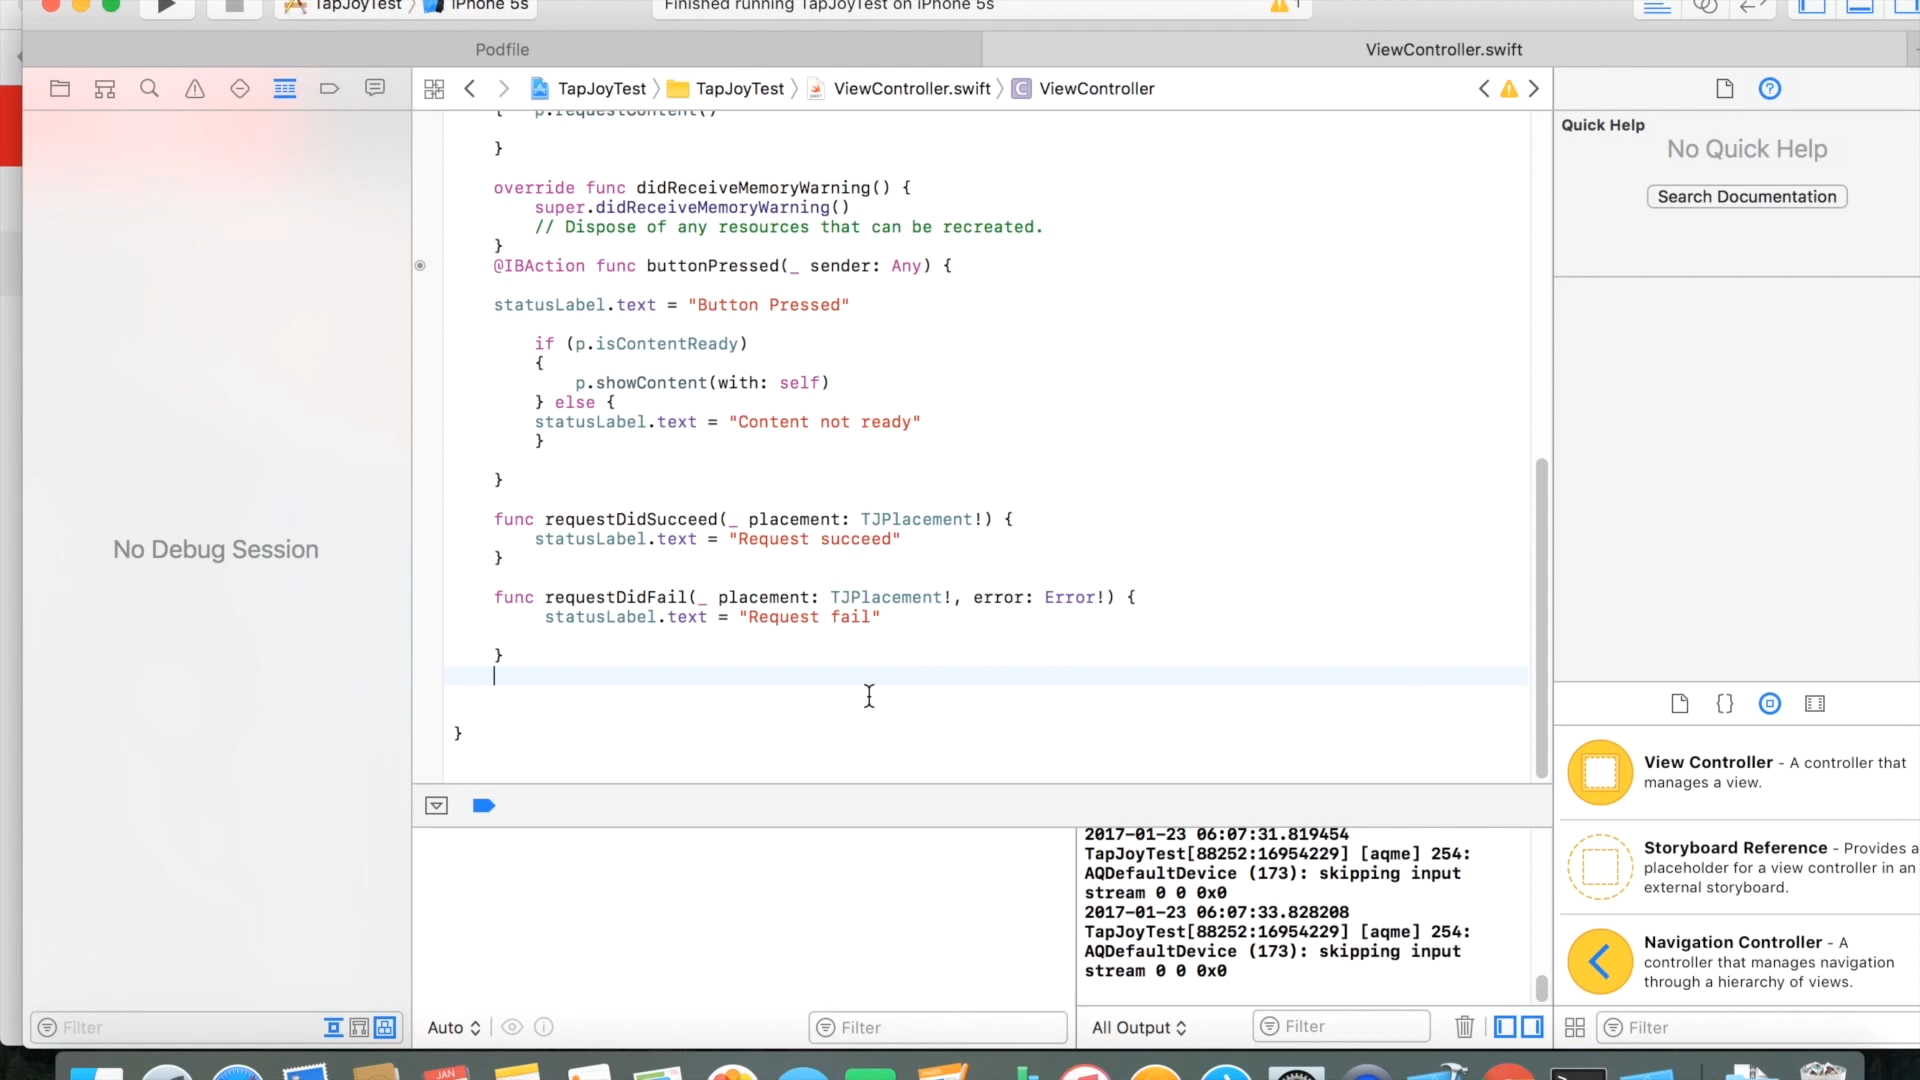 TapJoyTest 〉 iPhone 5s
Finished running TapJoyTest on iPhone 5s
1
Podfile
ViewController.swift
TapJoyTest 〉 TapJoyTest 〉 ViewController.swift 〉 C ViewController
{ p.requestContent()
}
override func didReceiveMemoryWarning() {
super.didReceiveMemoryWarning()
// Dispose of any resources that can be recreated.
}
@IBAction func buttonPressed(_ sender: Any) {
statusLabel.text = "Button Pressed"
if (p.isContentReady)
{
p.showContent(with: self)
} else {
statusLabel.text = "Content not ready"
}
}
func requestDidSucceed(_ placement: TJPlacement!) {
statusLabel.text = "Request succeed"
}
func requestDidFail(_ placement: TJPlacement!, error: Error!) {
statusLabel.text = "Request fail"
}
}
No Debug Session
Filter
Auto
Filter
2017-01-23 06:07:31.819454
TapJoyTest[88252:16954229] [aqme] 254:
AQDefaultDevice (173): skipping input
stream 0 0 0x0
2017-01-23 06:07:33.828208
TapJoyTest[88252:16954229] [aqme] 254:
AQDefaultDevice (173): skipping input
stream 0 0 0x0
All Output
Filter
Quick Help
No Quick Help
Search Documentation
View Controller - A controller that
manages a view.
Storyboard Reference - Provides a
placeholder for a view controller in an
external storyboard.
Navigation Controller - A
controller that manages navigation
through a hierarchy of views.
Filter
JAN